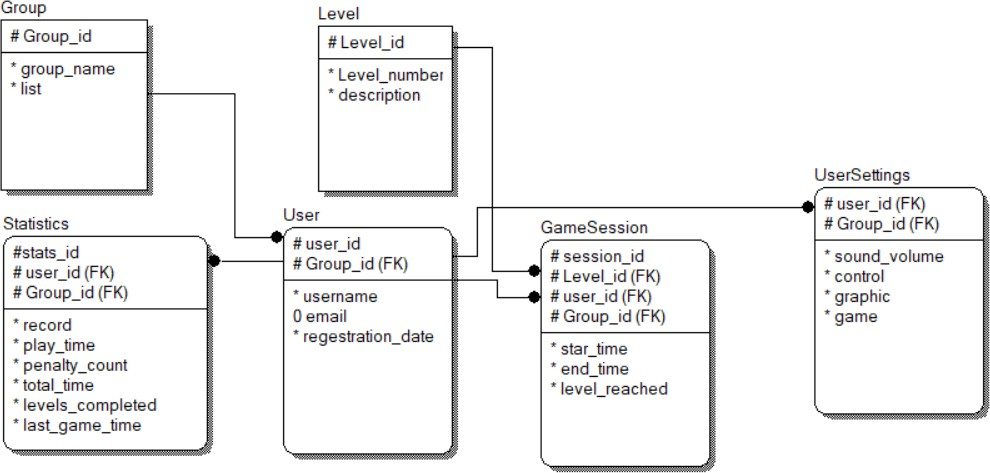 Group
# Group_id
* group_name
* list
Level
# Level_id
* Level_number
* description
Statistics
#stats_id
# user_id (FK)
# Group_id (FK)
* record
* play_time
* penalty_count
* total_time
* levels_completed
* last_game_time
User
# user_id
# Group_id (FK)
* username
0 email
* regestration_date
GameSession
# session_id
# Level_id (FK)
# user_id (FK)
# Group_id (FK)
* star_time
* end_time
* level_reached
UserSettings
# user_id (FK)
# Group_id (FK)
* sound_volume
* control
* graphic
* game